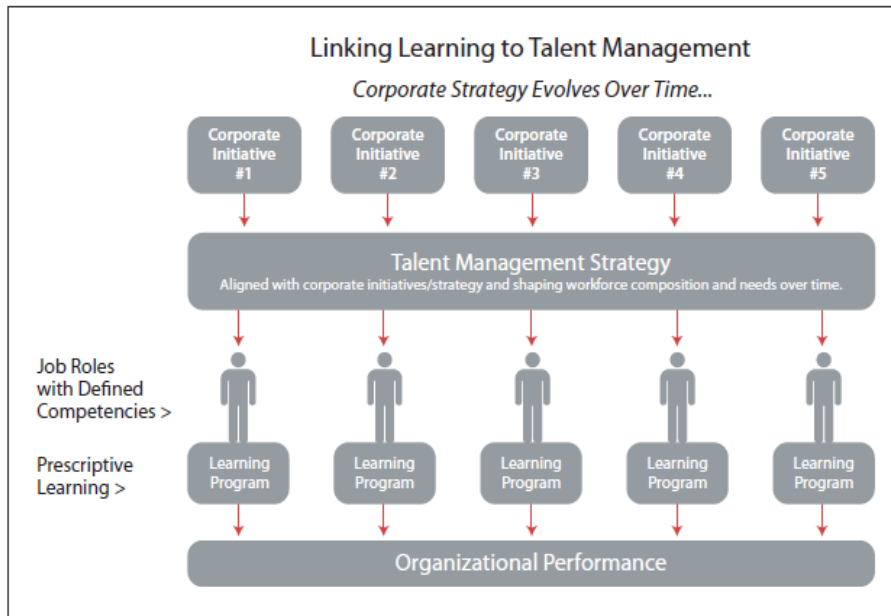 Linking Learning to Talent Management
Corporate Strategy Evolves Over Time...
Corporate
Initiative
#1
Corporate
Initiative
#2
Corporate
Initiative
#3
Corporate
Initiative
#4
Corporate
Initiative
#5
Talent Management Strategy
Aligned with corporate initiatives/strategy and shaping workforce composition and needs over time.
Job Roles
with Defined
Competencies >
Prescriptive
Learning >
Learning
Program
Learning
Program
Learning
Program
Learning
Program
Learning
Program
Organizational Performance